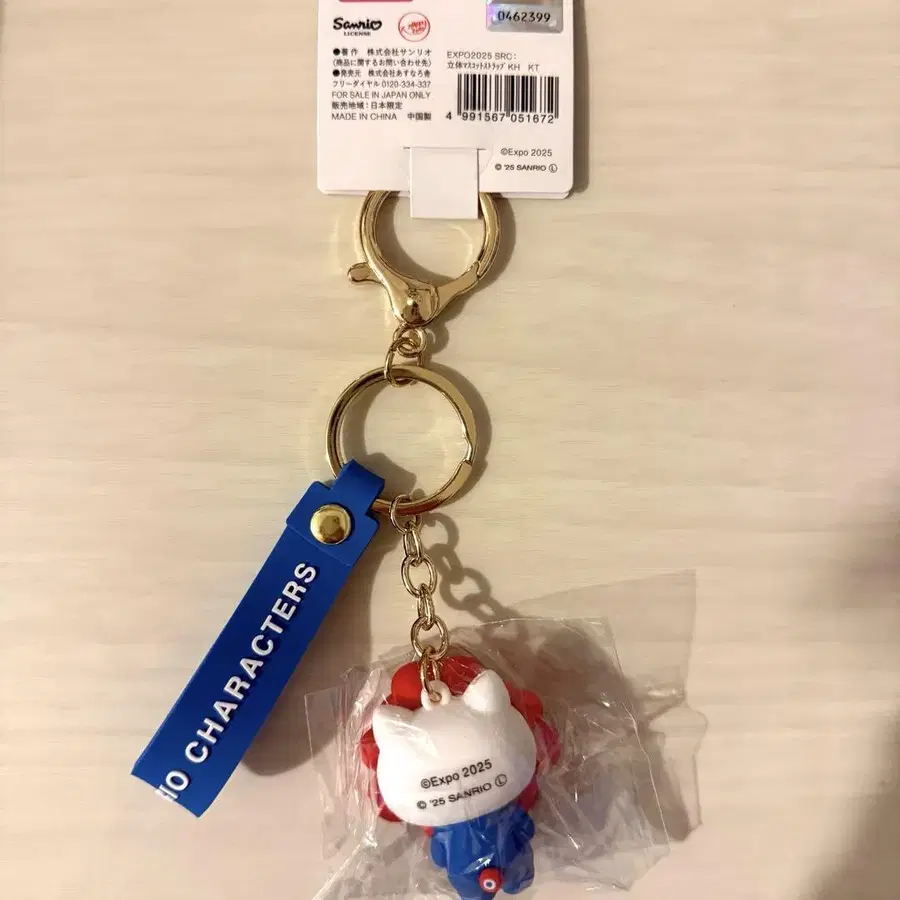 Sanrio
LICENSE
0462399
●著作 株式会社サンリオ
(商品に関するお問い合わせ先)
●発売元 株式会社あすなろ舎
フリーダイヤル 0120-334-337
FOR SALE IN JAPAN ONLY
販売地域:日本限定
MADE IN CHINA 中国製
EXPO2025 SRC:
立体マスコットストラップ KH KT
4 991567 051672
©Expo 2025
© '25 SANRIO Ⓛ
IO CHARACTERS
©Expo 2025
© '25 SANRIO Ⓛ